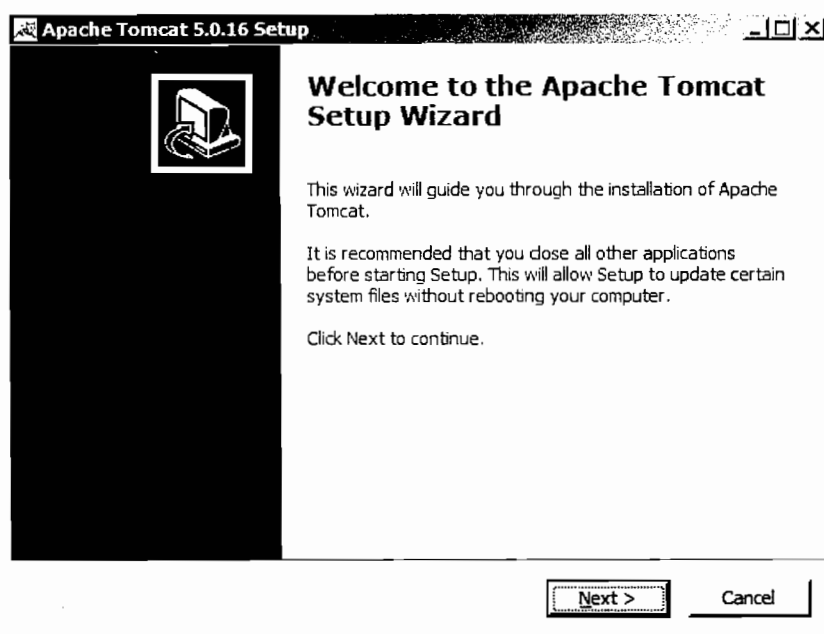 Apache Tomcat 5.0.16 Setup
Welcome to the Apache Tomcat
Setup Wizard
This wizard will guide you through the installation of Apache
Tomcat.
It is recommended that you close all other applications
before starting Setup. This will allow Setup to update certain
system files without rebooting your computer.
Click Next to continue.
Next > Cancel